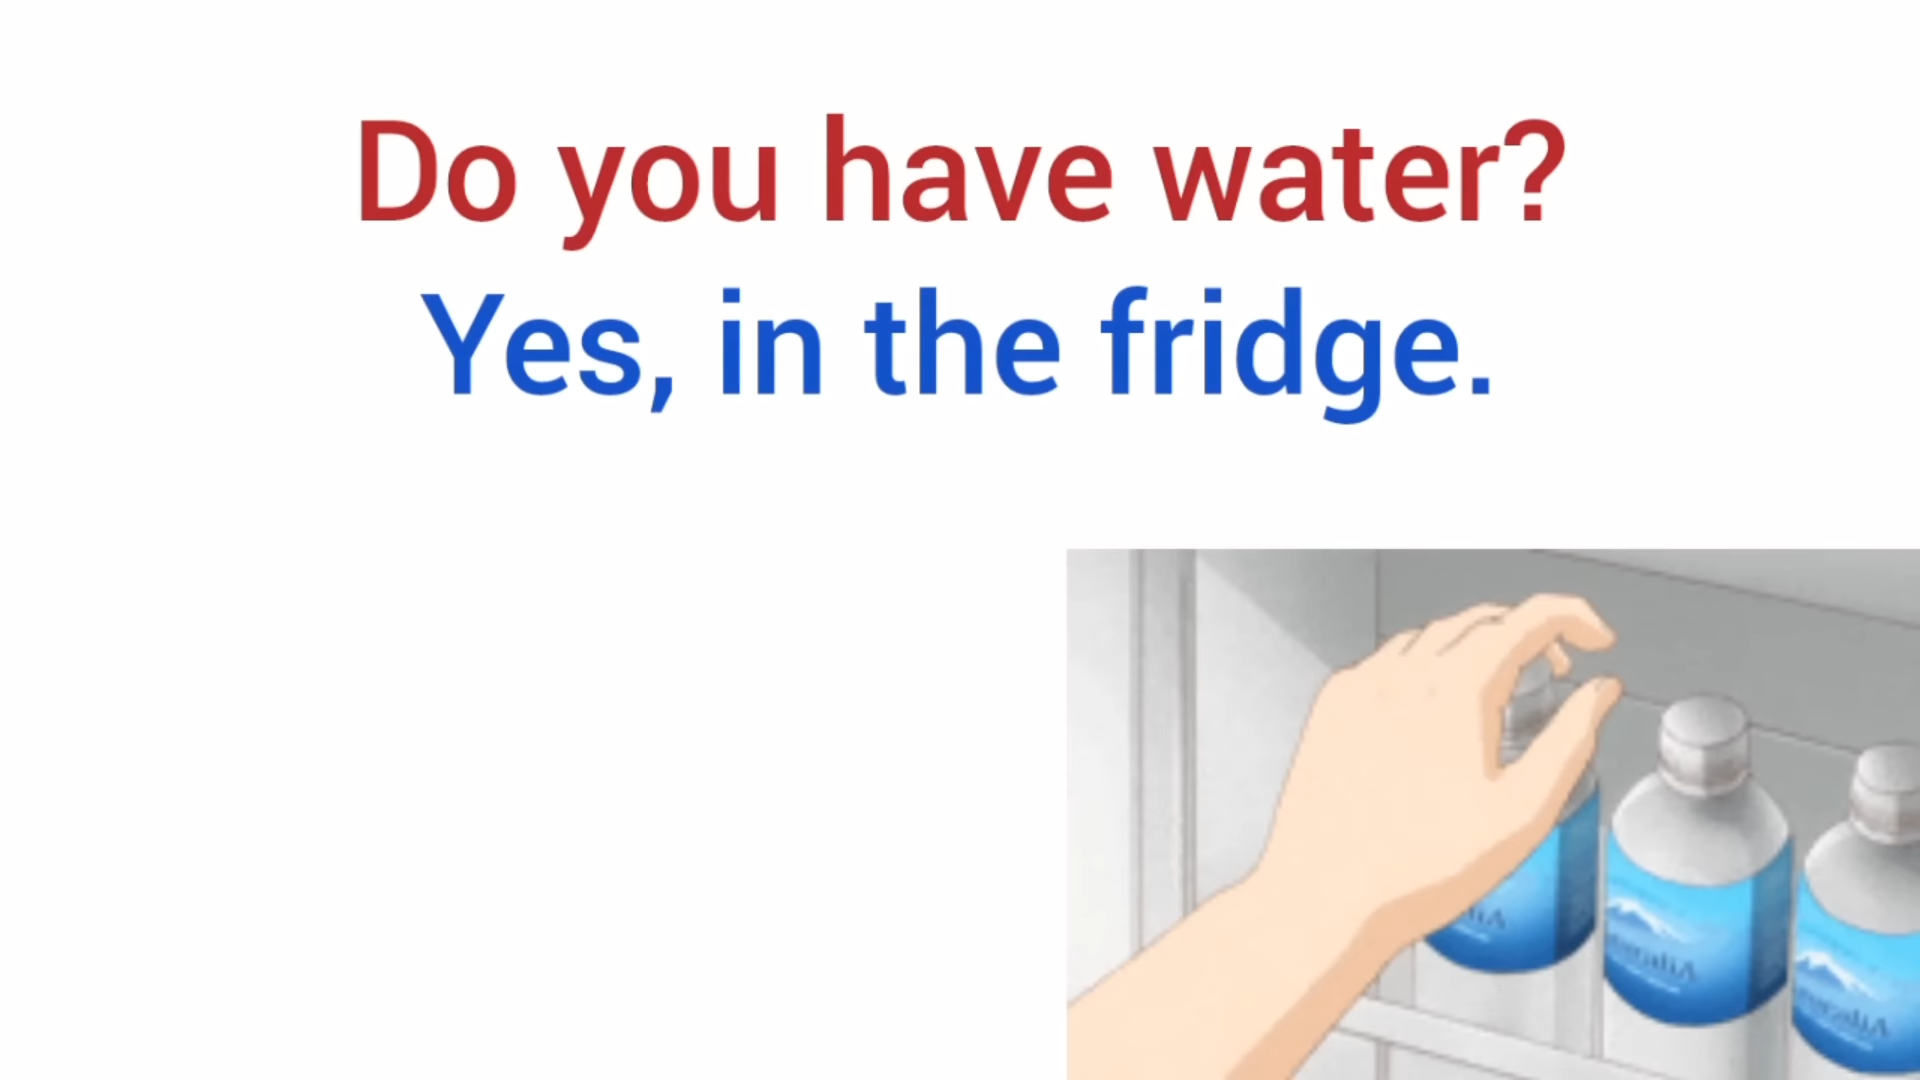 Do you have water?
Yes, in the fridge.